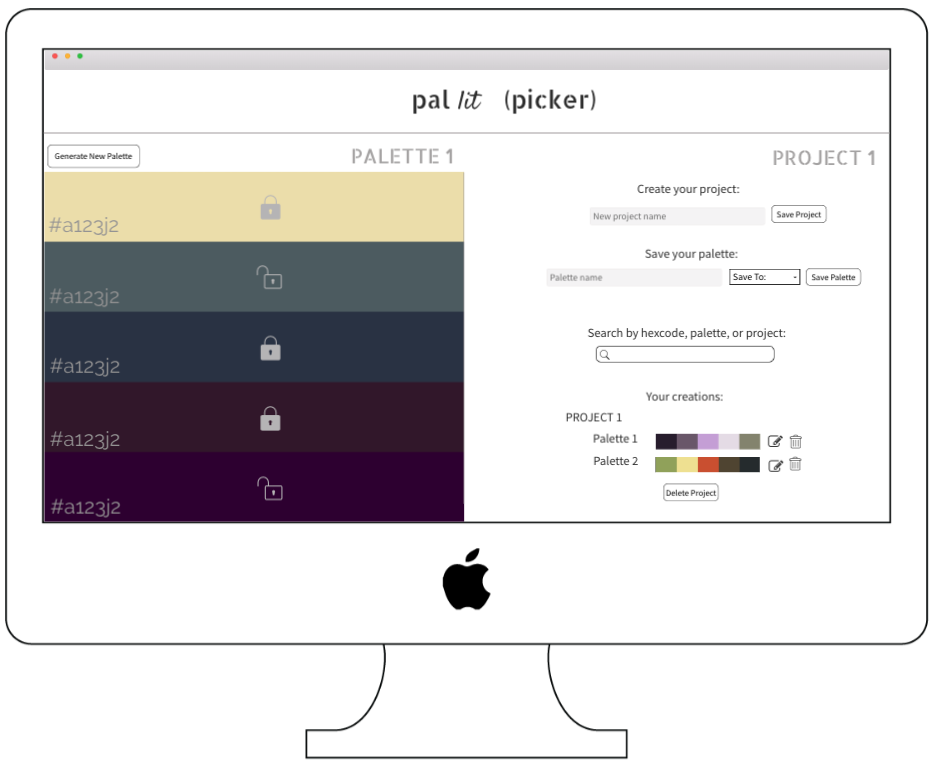 pal lit (picker)
Generate New Palette
PALETTE 1
#a123j2
#a123j2
#a123j2
#a123j2
#a123j2
PROJECT 1
Create your project:
New project name
Save Project
Save your palette:
Palette name
Save To:
Save Palette
Search by hexcode, palette, or project:
Your creations:
PROJECT 1
Palette 1
Palette 2
Delete Project